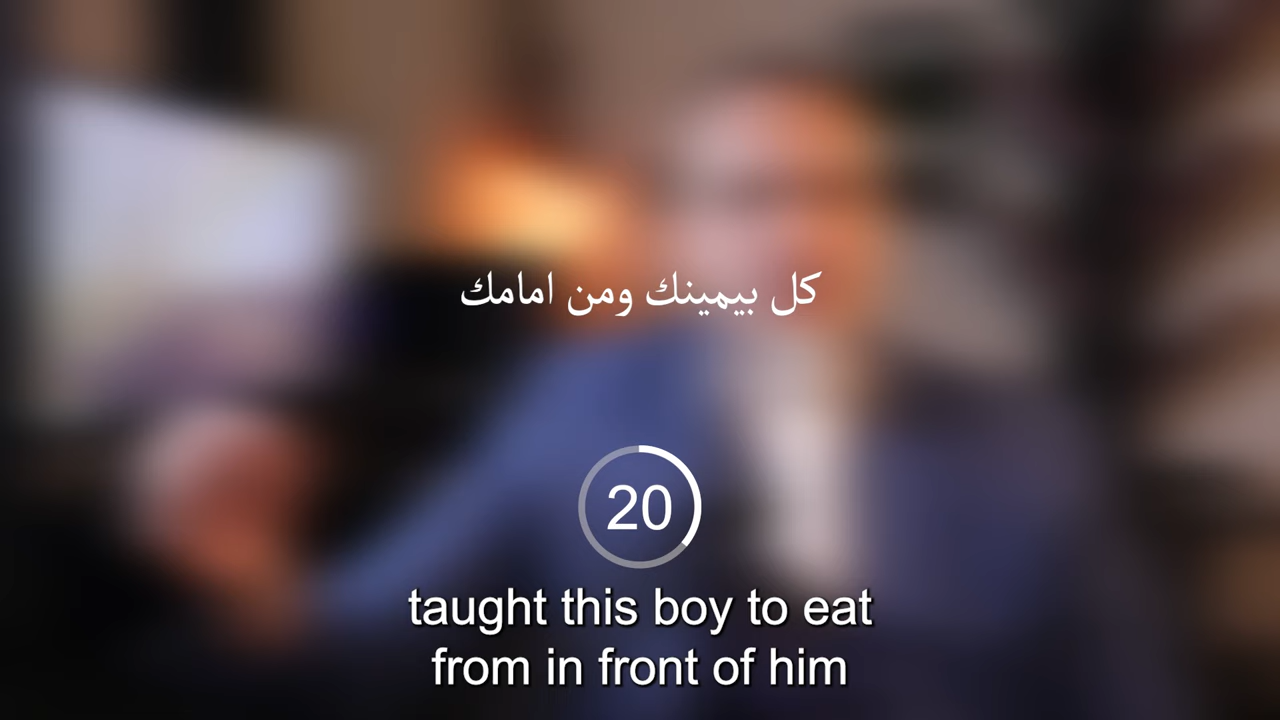 كل بيمينك ومن امامك
20
taught this boy to eat
from in front of him